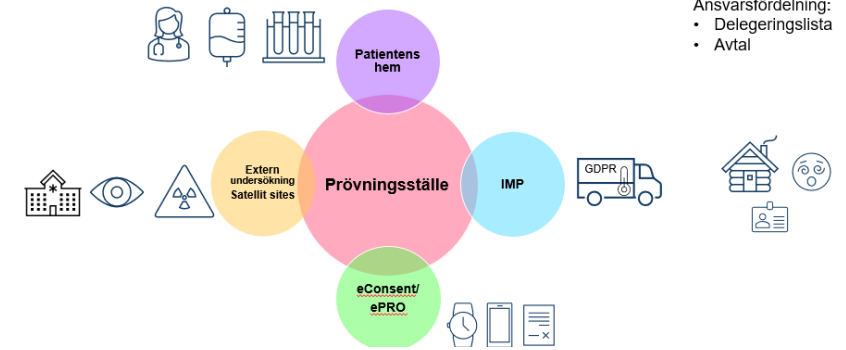 Ansvarsfördelning:
• Delegeringslista
• Avtal
Patientens
hem
Extern
undersökning
Satellit sites
Prövningsställe
IMP
GDPR
eConsent/
ePRO